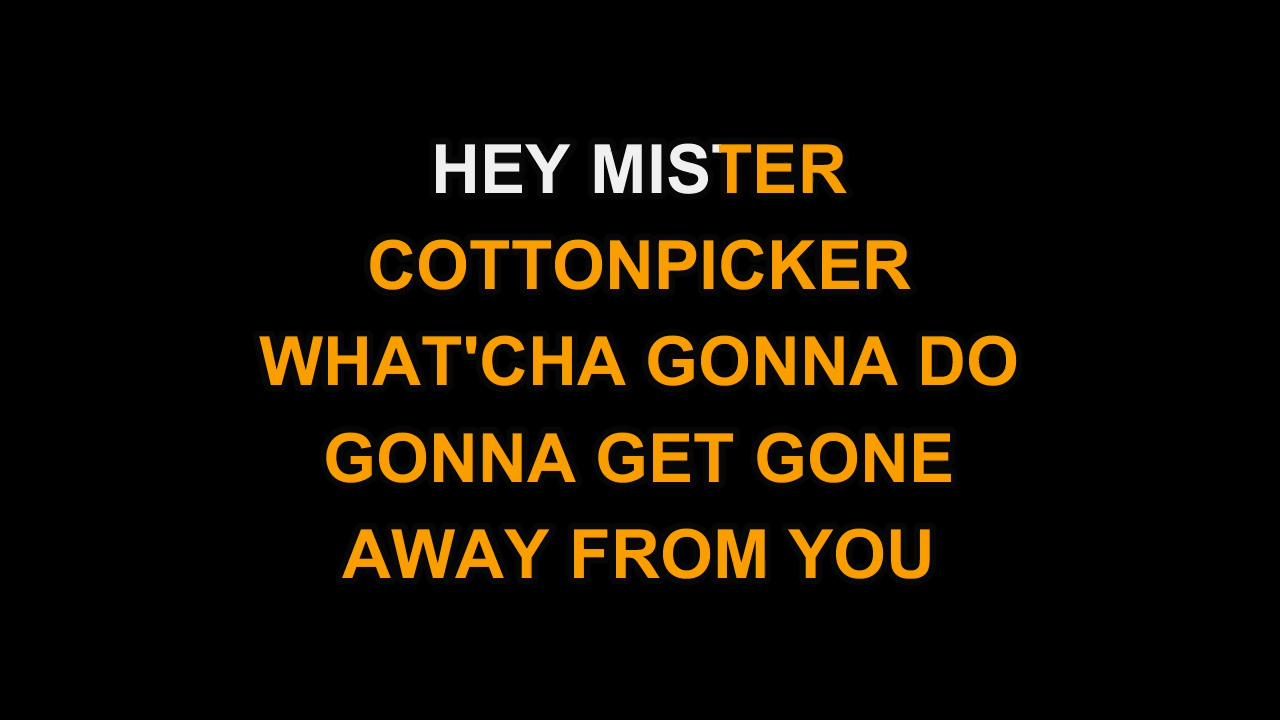 HEY MISTER
COTTONPICKER
WHAT'CHA GONNA DO
GONNA GET GONE
AWAY FROM YOU